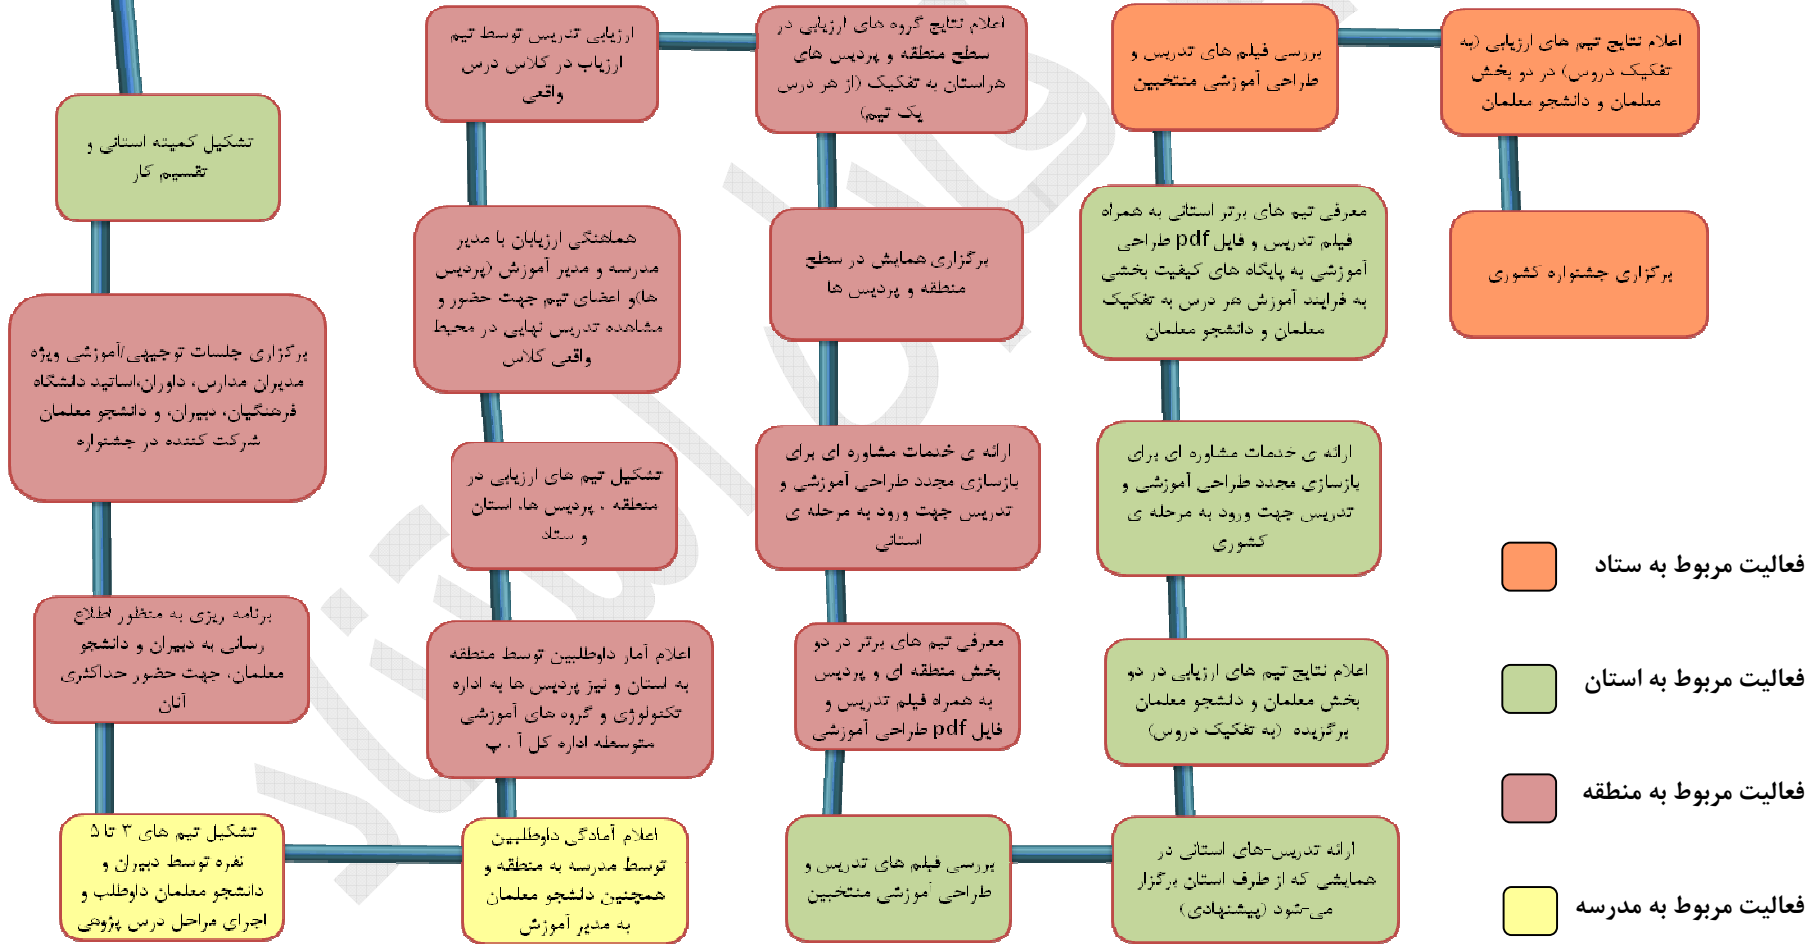 تشکیل کمیته استانی و
تقسیم کار
برگزاری جلسات توجیهی/آموزشی ویژه
مدیران مدارس، داوران،اساتید دانشگاه
فرهنگیان، دبیران، و دانشجو معلمان
شرکت کننده در جشنواره
برنامه ریزی به منظور اطلاع
رسانی به دبیران و دانشجو
معلمان، جهت حضور حداکثری
آنان
تشکیل تیم های ۳ تا ۵
نفره توسط دبیران و
دانشجو معلمان داوطلب و
اجرای مراحل درس پژوهی
اعلام آمادگی داوطلبین
توسط مدرسه به منطقه و
همچنین دانشجو معلمان
به مدیر آموزش
اعلام آمار داوطلبین توسط منطقه
به استان و نیز پردیس ها به اداره
تکنولوژی و گروه های آموزشی
متوسطه اداره کل آ . پ
تشکیل تیم های ارزیابی در
منطقه ، پردیس ها، استان
و ستاد
هماهنگی ارزیابان با مدیر
مدرسه و مدیر آموزش (پردیس
ها)و اعضای تیم جهت حضور و
مشاهده تدریس نهایی در محیط
واقعی کلاس
ارزیابی تدریس توسط تیم
ارزیاب در کلاس درس
واقعی
اعلام نتایج گروه های ارزیابی در
سطح منطقه و پردیس های
هراستان به تفکیک (از هر درس
یک تیم)
برگزاری همایش در سطح
منطقه و پردیس ها
ارائه ی خدمات مشاوره ای برای
بازسازی مجدد طراحی آموزشی و
تدریس جهت ورود به مرحله ی
استانی
معرفی تیم های برتر در دو
بخش منطقه ای و پردیس
به همراه فیلم تدریس و
فایل pdf طراحی آموزشی
بررسی فیلم های تدریس و
طراحی آموزشی منتخبین
ارائه تدریس-های استانی در
همایشی که از طرف استان برگزار
می-شود (پیشنهادی)
اعلام نتایج تیم های ارزیابی در دو
بخش معلمان و دانشجو معلمان
برگزیده (به تفکیک دروس)
ارائه ی خدمات مشاوره ای برای
بازسازی مجدد طراحی آموزشی و
تدریس جهت ورود به مرحله ی
کشوری
معرفی تیم های برتر استانی به همراه
فیلم تدریس و فایل pdf طراحی
آموزشی به پایگاه های کیفیت بخشی
به فرایند آموزش هر درس به تفکیک
معلمان و دانشجو معلمان
بررسی فیلم های تدریس و
طراحی آموزشی منتخبین
اعلام نتایج تیم های ارزیابی (به
تفکیک دروس) در دو بخش
معلمان و دانشجو معلمان
برگزاری جشنواره کشوری
فعالیت مربوط به ستاد
فعالیت مربوط به استان
فعالیت مربوط به منطقه
فعالیت مربوط به مدرسه